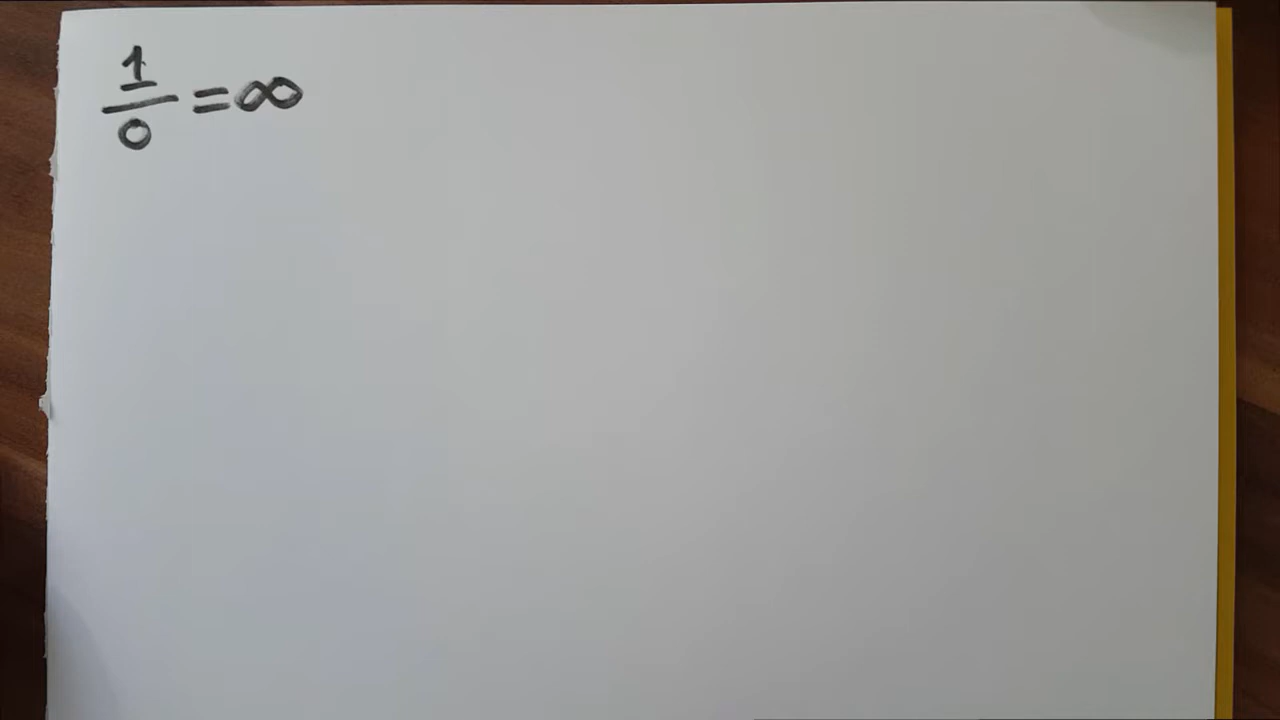 1/0 = ∞